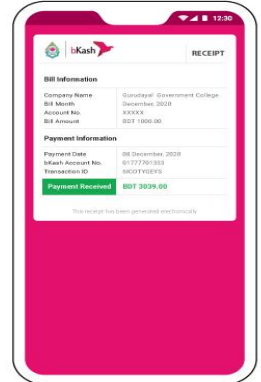 12:30
bKash
RECEIPT
Bill Information
Company Name Gurudayal Government College
Bill Month December, 2020
Account No. XXXXX
Bill Amount BDT 1000.00
Payment Information
Payment Date 08 December, 2020
bKash Account No. 01777701333
Transaction ID
Payment Received BDT 3039.00
This receipt has been generated electronically